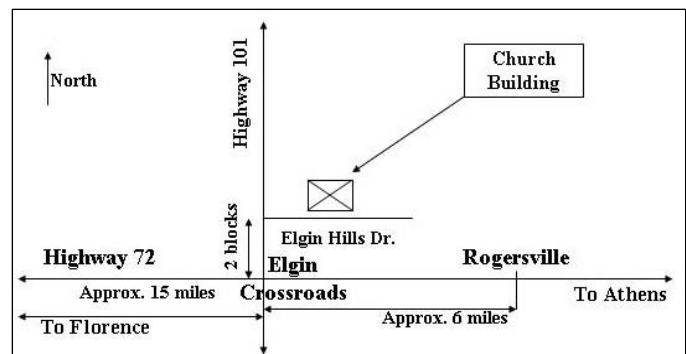 North
Highway 101
Church
Building
2 blocks
Elgin Hills Dr.
Highway 72
Elgin
Rogersville
Approx. 15 miles
Crossroads
To Athens
To Florence
Approx. 6 miles